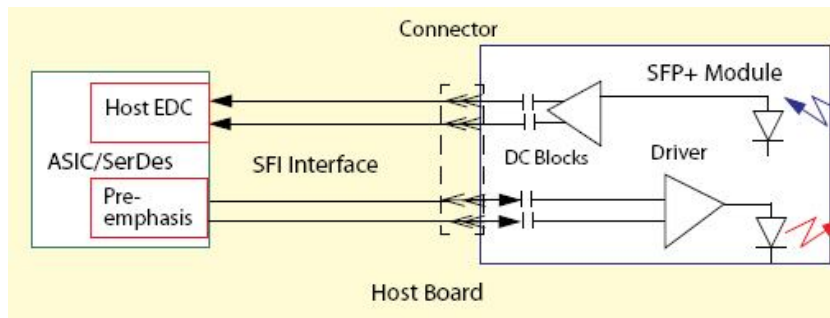 Connector
SFP+ Module
Host EDC
ASIC/SerDes
SFI Interface
DC Blocks
Driver
Pre-
emphasis
Host Board